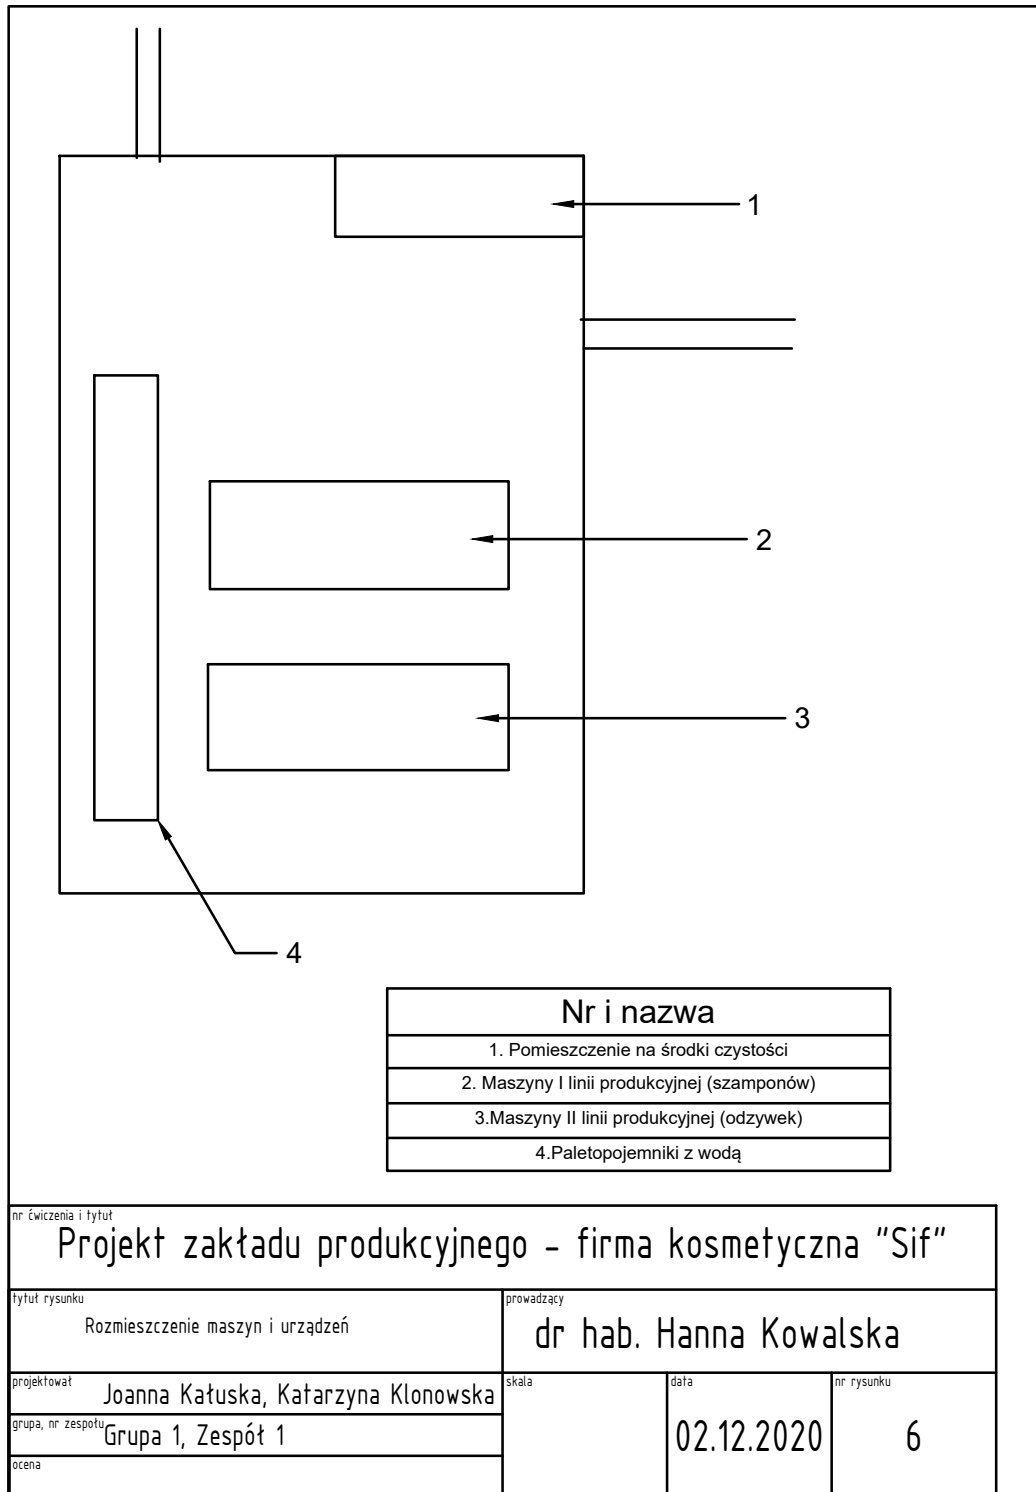 1
2
3
4
Nr i nazwa
1. Pomieszczenie na środki czystości
2. Maszyny I linii produkcyjnej (szamponów)
3.Maszyny II linii produkcyjnej (odzywek)
4.Paletopojemniki z wodą
nr ćwiczenia i tytuł
Projekt zakładu produkcyjnego - firma kosmetyczna "Sif"
tytuł rysunku
Rozmieszczenie maszyn i urządzeń
prowadzący
dr hab. Hanna Kowalska
projektował
Joanna Kałuska, Katarzyna Klonowska
grupa, nr zespołu
Grupa 1, Zespół 1
ocena
skala
data
02.12.2020
nr rysunku
6